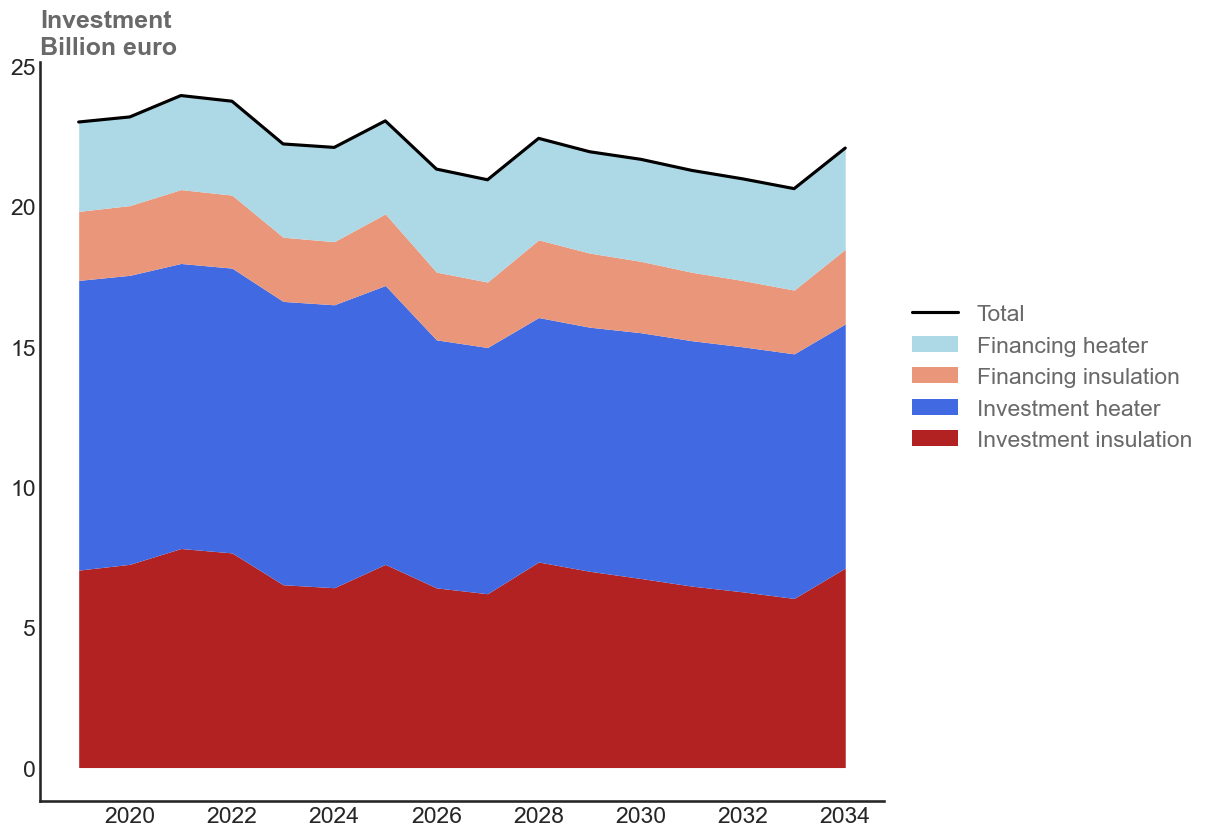 Investment
Billion euro
25
20
15
10
5
0
2020 2022 2024 2026 2028 2030 2032 2034
Total
Financing heater
Financing insulation
Investment heater
Investment insulation